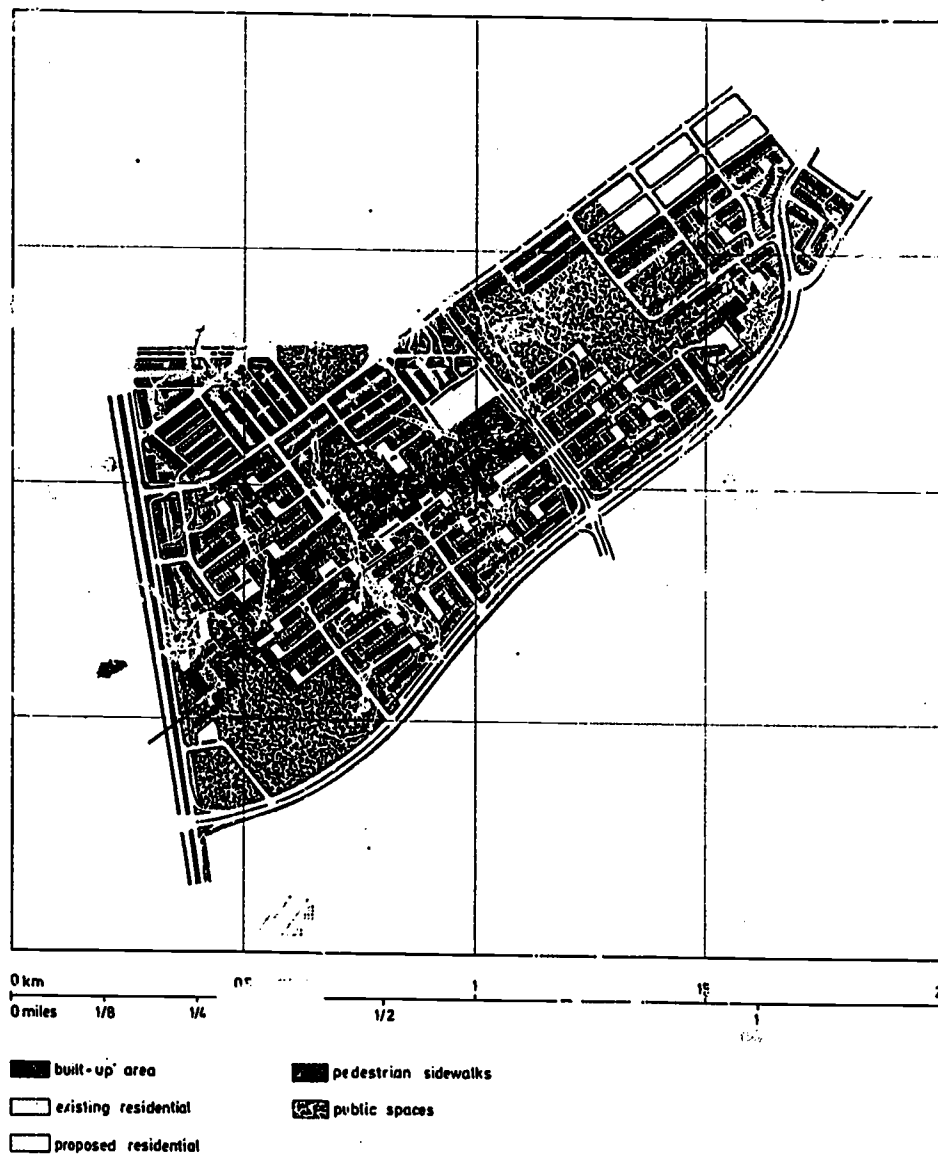 0 km 1
0 miles 1/8 1/4 1/2 1
built-up area
existing residential
proposed residential
pedestrian sidewalks
public spaces